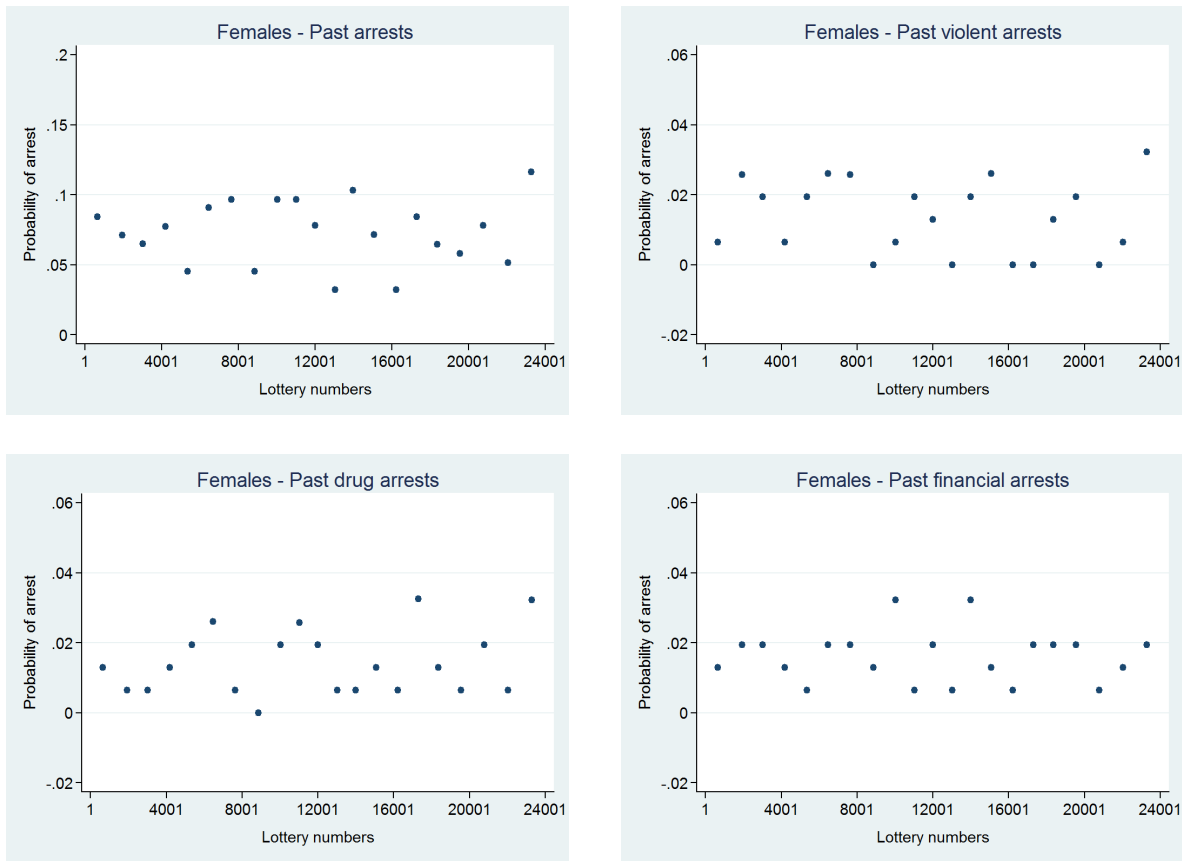 Females - Past arrests
Probability of arrest
.2
.15
.1
.05
0
1 4001 8001 12001 16001 20001 24001
Lottery numbers
Females - Past violent arrests
Probability of arrest
.06
.04
.02
0
-.02
1 4001 8001 12001 16001 20001 24001
Lottery numbers
Females - Past drug arrests
Probability of arrest
.06
.04
.02
0
-.02
1 4001 8001 12001 16001 20001 24001
Lottery numbers
Females - Past financial arrests
Probability of arrest
.06
.04
.02
0
-.02
1 4001 8001 12001 16001 20001 24001
Lottery numbers